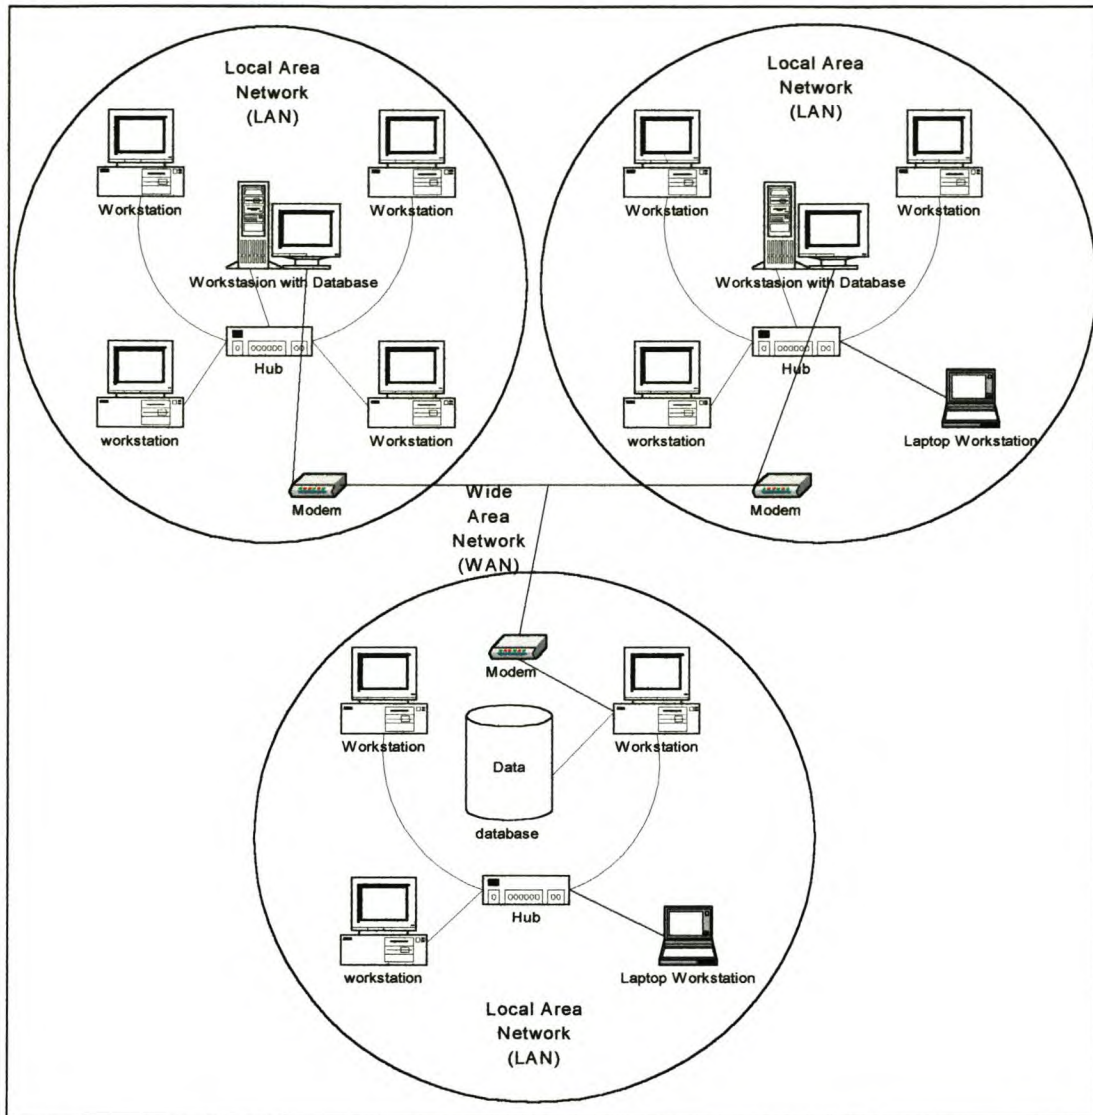 Local Area
Network
(LAN)
Workstation
Workstation
Workstasion with Database
Hub
workstation
Workstation
Modem
Local Area
Network
(LAN)
Workstation
Workstation
Workstasion with Database
Hub
workstation
Laptop Workstation
Modem
Wide
Area
Network
(WAN)
Modem
Workstation
Workstation
Data
database
Hub
workstation
Laptop Workstation
Local Area
Network
(LAN)